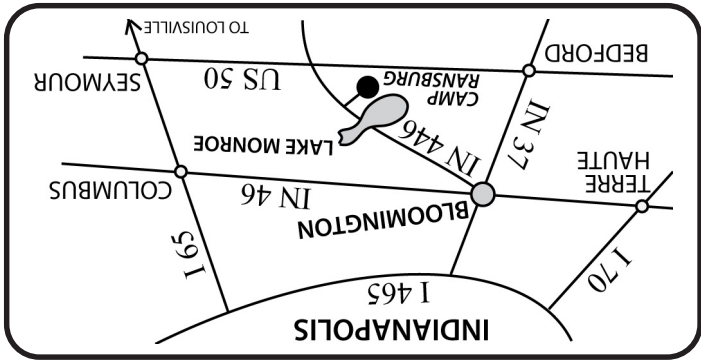 INDIANAPOLIS
I 465
I 70
I 65
BLOOMINGTON
TERRE
HAUTE
IN 46
COLUMBUS
IN 37
IN 446
LAKE MONROE
CAMP
RANSBURG
US 50
SEYMOUR
BEDFORD
TO LOUISVILLE